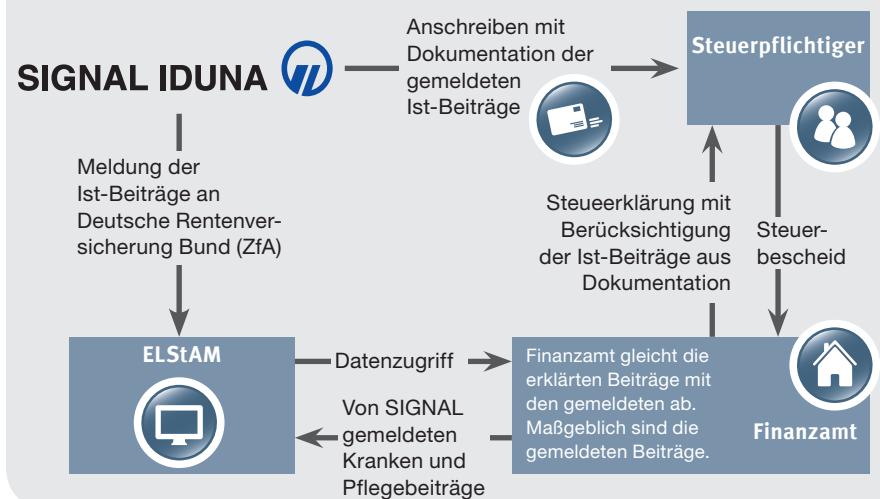 SIGNAL IDUNA
Anschreiben mit
Dokumentation der
gemeldeten
Ist-Beiträge
Steuerpflichtiger
Meldung der
Ist-Beiträge an
Deutsche Rentenver-
sicherung Bund (ZfA)
Steueerklärung mit
Berücksichtigung
der Ist-Beiträge aus
Dokumentation
Steuer-
bescheid
ELStAM
Datenzugriff
Von SIGNAL
gemeldeten
Kranken und
Pflegebeiträge
Finanzamt gleicht die
erklärten Beiträge mit
den gemeldeten ab.
Maßgeblich sind die
gemeldeten Beiträge.
Finanzamt